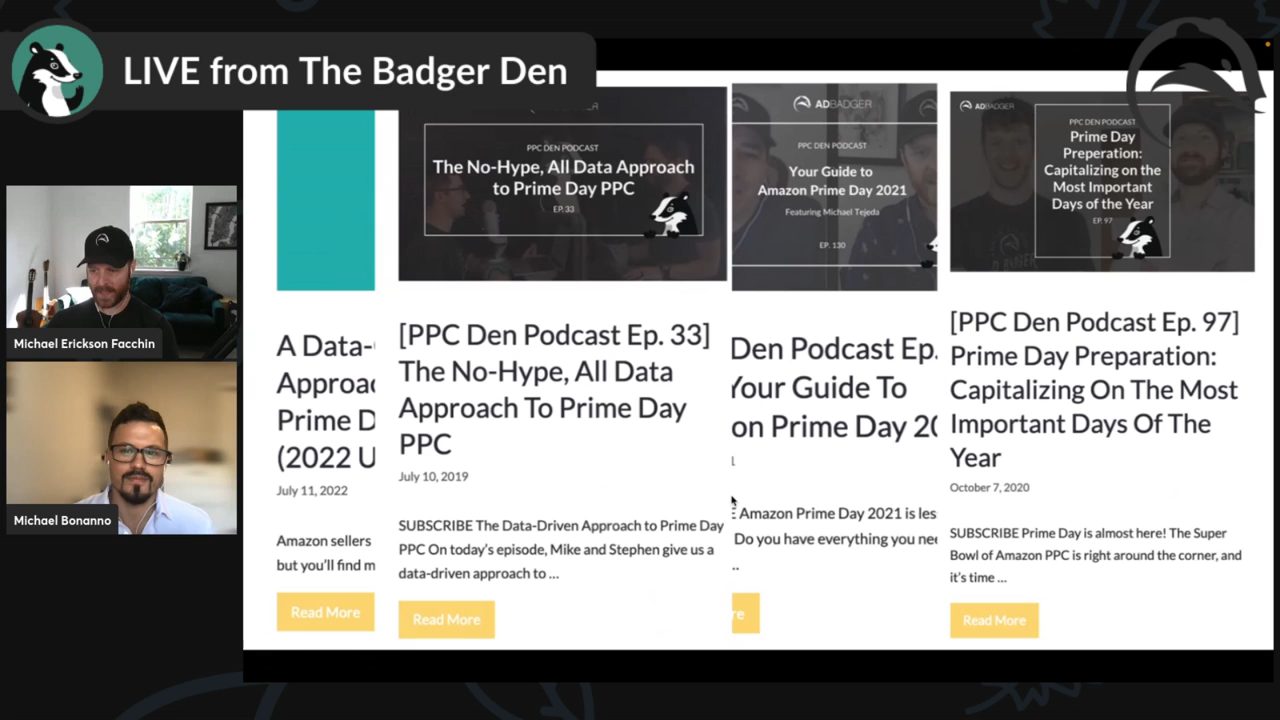 LIVE from The Badger Den
Michael Erickson Facchin
Michael Bonanno
A Data-
Approac
Prime D
(2022 U
July 11, 2022
Amazon sellers
but you'll find m
Read More
PPC DEN PODCAST
The No-Hype, All Data Approach
to Prime Day PPC
EP. 33
[PPC Den Podcast Ep. 33]
The No-Hype, All Data
Approach To Prime Day
PPC
July 10, 2019
SUBSCRIBE The Data-Driven Approach to Prime Day
PPC On today's episode, Mike and Stephen give us a
data-driven approach to ...
Read More
ADBADGER
PPC DEN PODCAST
Your Guide to
Amazon Prime Day 2021
Featuring Michael Tejeda
EP. 130
Den Podcast Ep.
Your Guide To
on Prime Day 20
1
Amazon Prime Day 2021 is les
Do you have everything you nee
..
re
ADBADGER
PPC DEN PODCAST
Prime Day
Preparation:
Capitalizing on the
Most Important
Days of the Year
EP. 97
[PPC Den Podcast Ep. 97]
Prime Day Preparation:
Capitalizing On The Most
Important Days Of The
Year
October 7, 2020
SUBSCRIBE Prime Day is almost here! The Super
Bowl of Amazon PPC is right around the corner, and
it's time ...
Read More